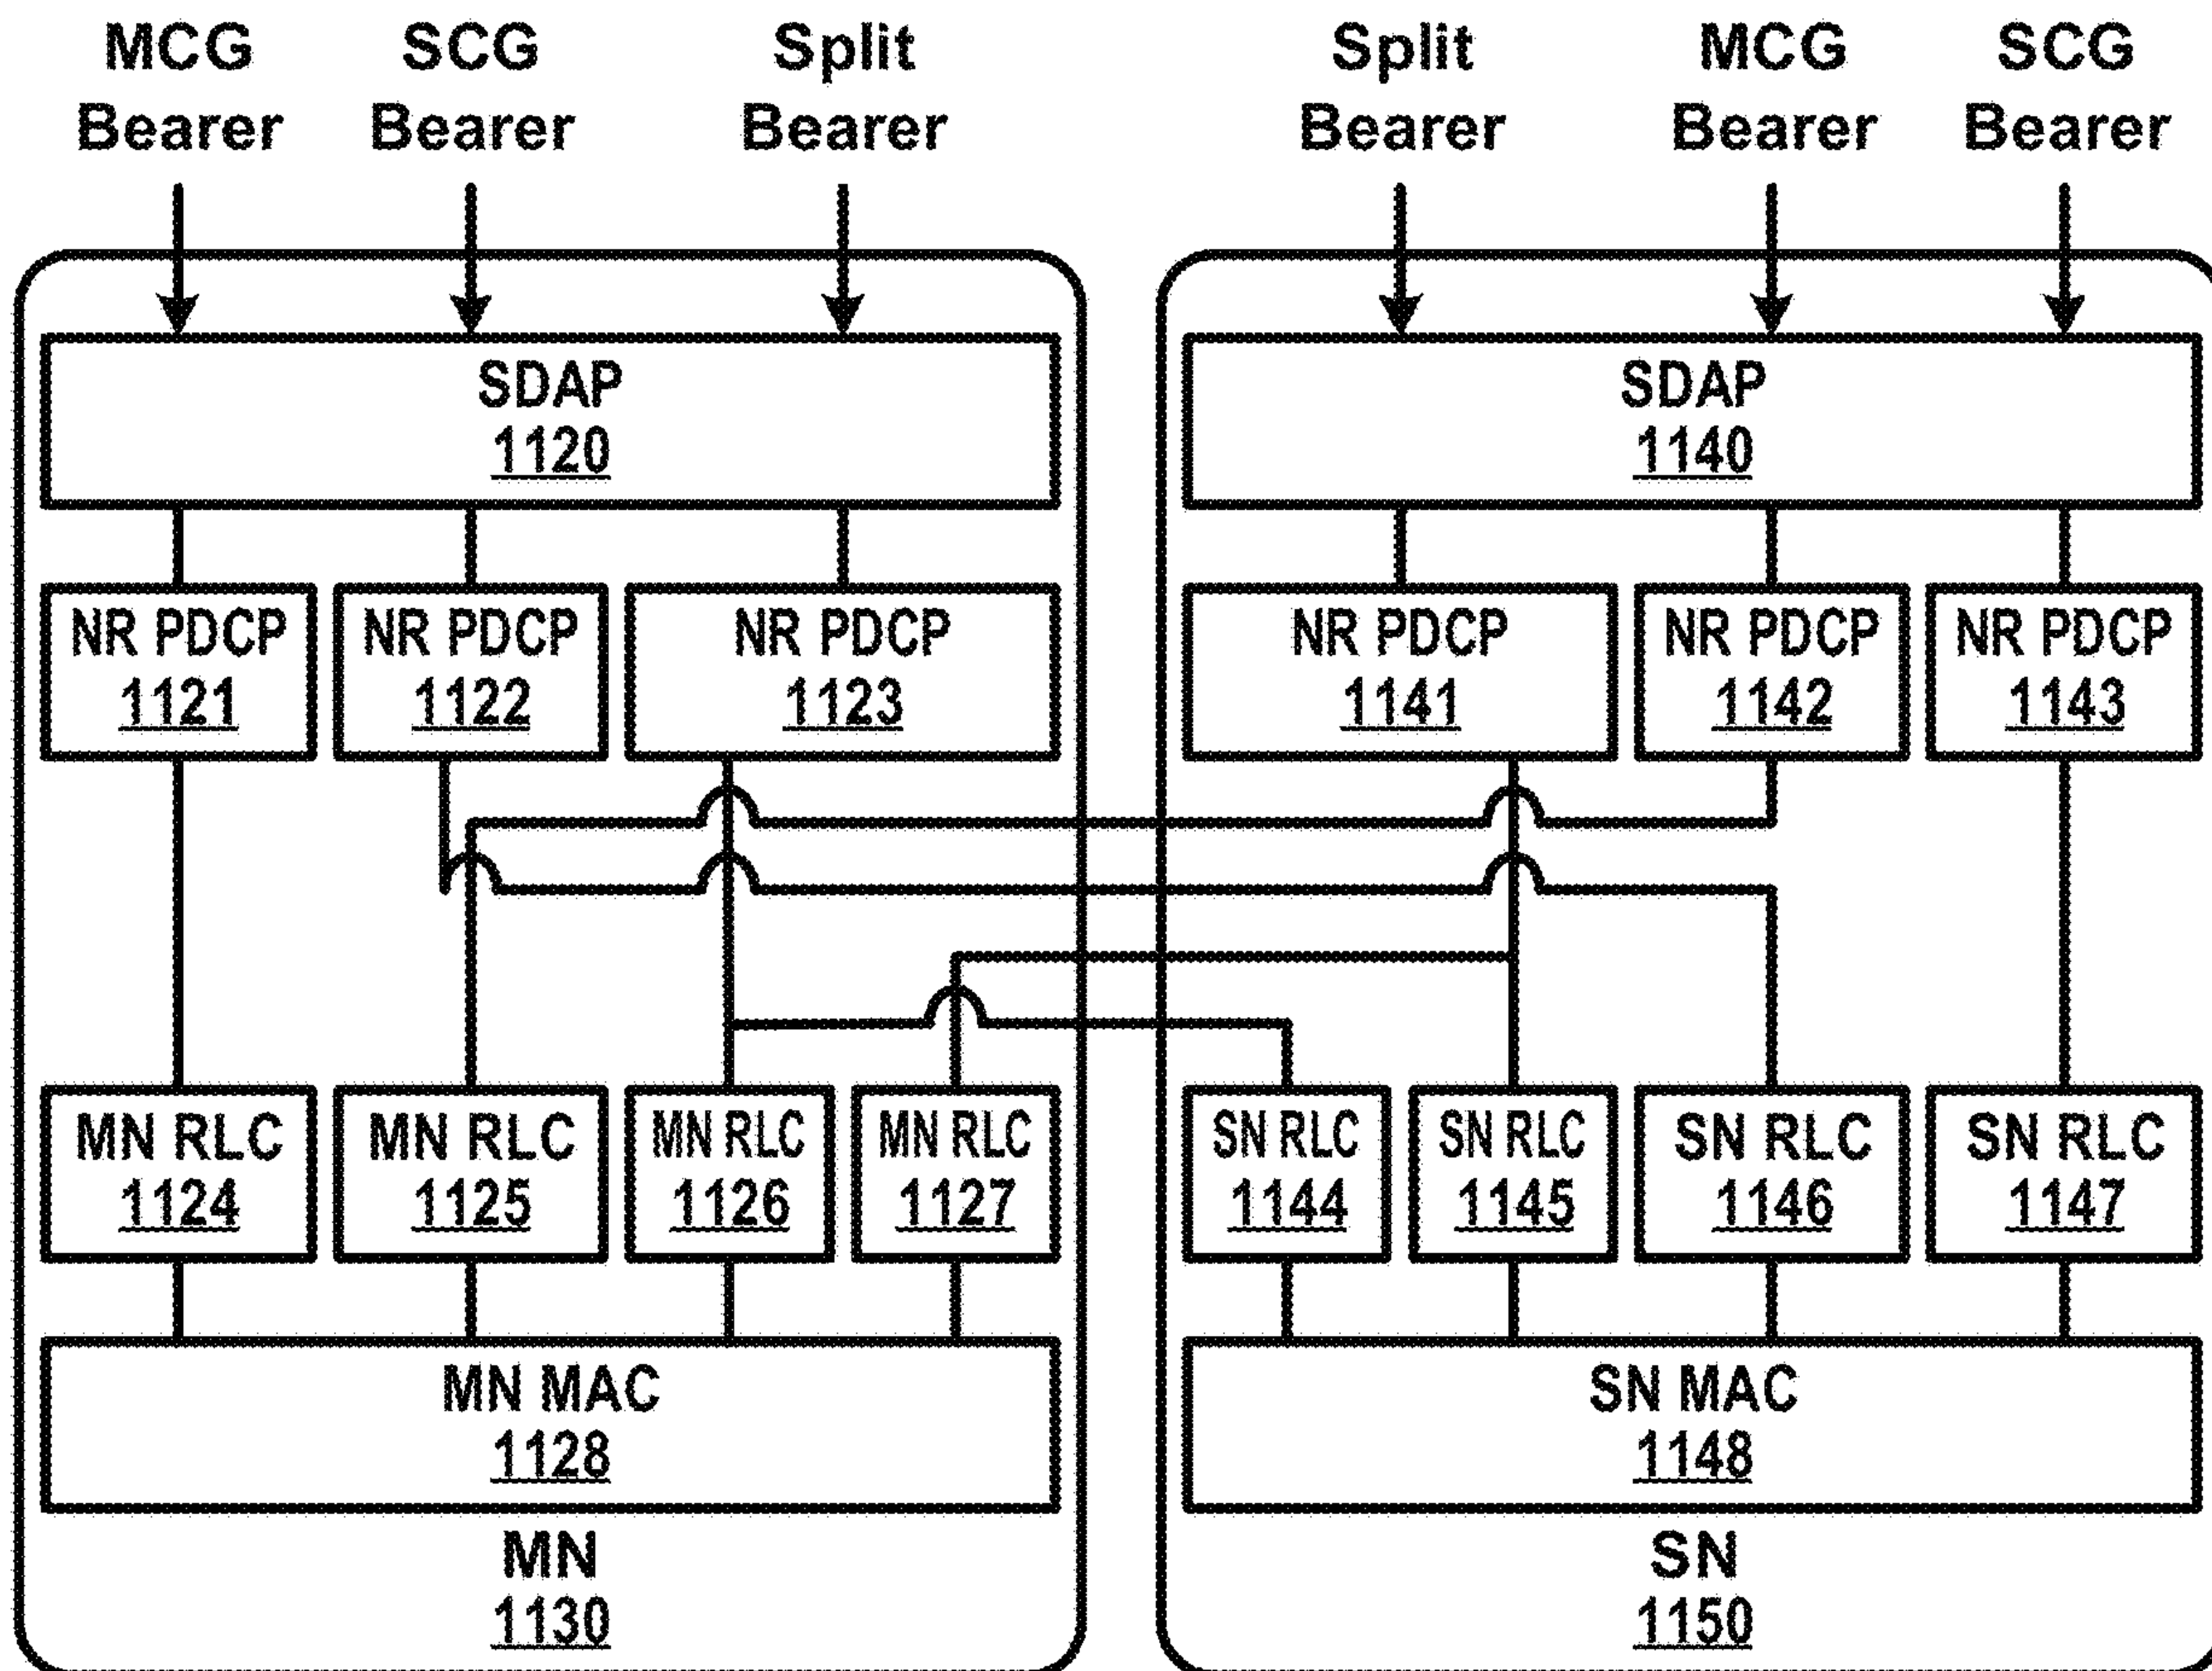 MCG SCG Split Split MCG SCG
Bearer Bearer Bearer Bearer Bearer Bearer
SDAP SDAP
1120 1140
NR PDCP NR PDCP NR PDCP NR PDCP NR PDCP NR PDCP
1121 1122 1123 1141 1142 1143
MN RLC MN RLC MN RLC MN RLC SN RLC SN RLC SN RLC SN RLC
1124 1125 1126 1127 1144 1145 1146 1147
MN MAC SN MAC
1128 1148
MN SN
1130 1150